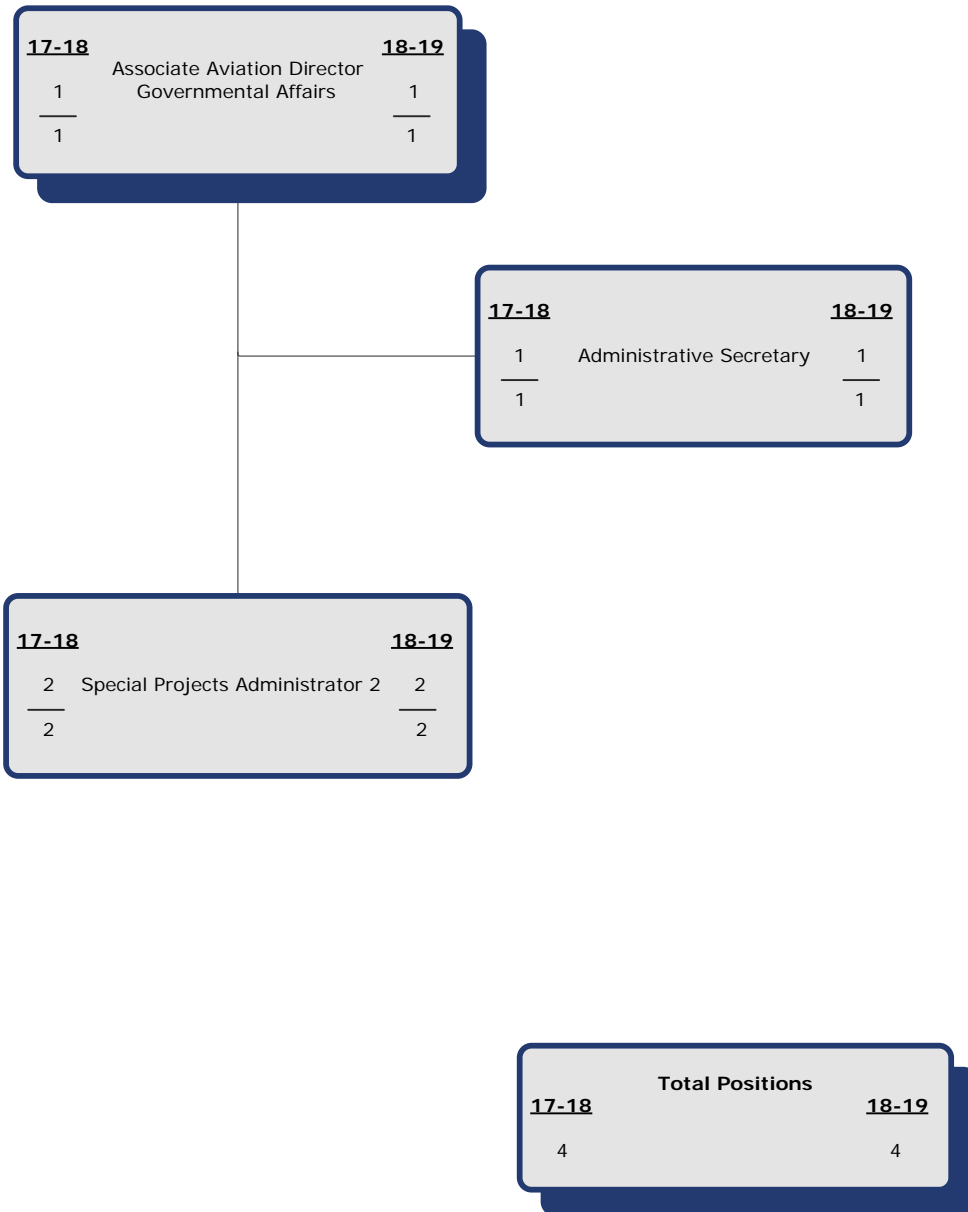 17-18 18-19
Associate Aviation Director
1 Governmental Affairs 1
1 1
17-18 18-19
1 Administrative Secretary 1
1 1
17-18 18-19
2 Special Projects Administrator 2 2
2 2
Total Positions
17-18 18-19
4 4